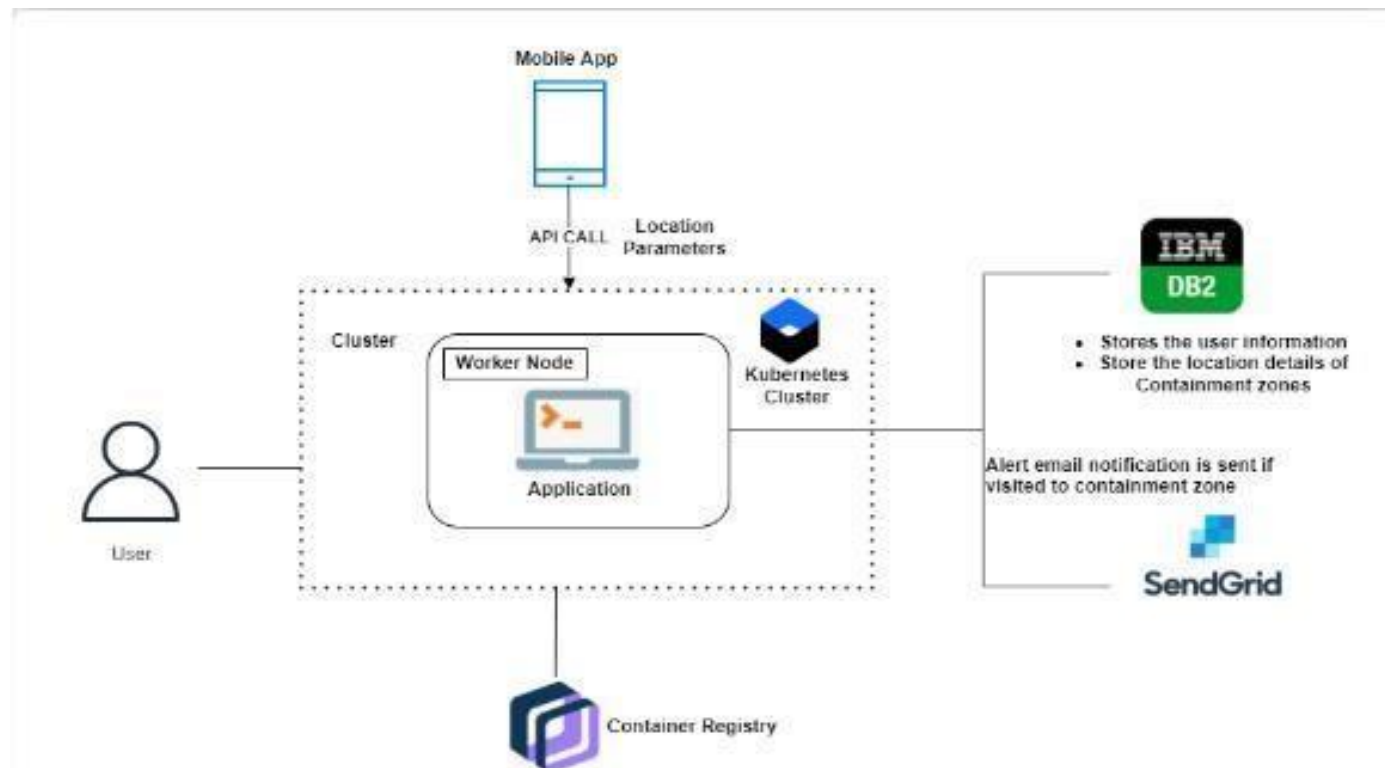 Mobile App
API CALL
Location
Parameters
IBM
DB2
• Stores the user information
• Store the location details of
Containment zones
Cluster
Worker Node
Kubernetes
Cluster
Application
User
Alert email notification is sent if
visited to containment zone
SendGrid
Container Registry